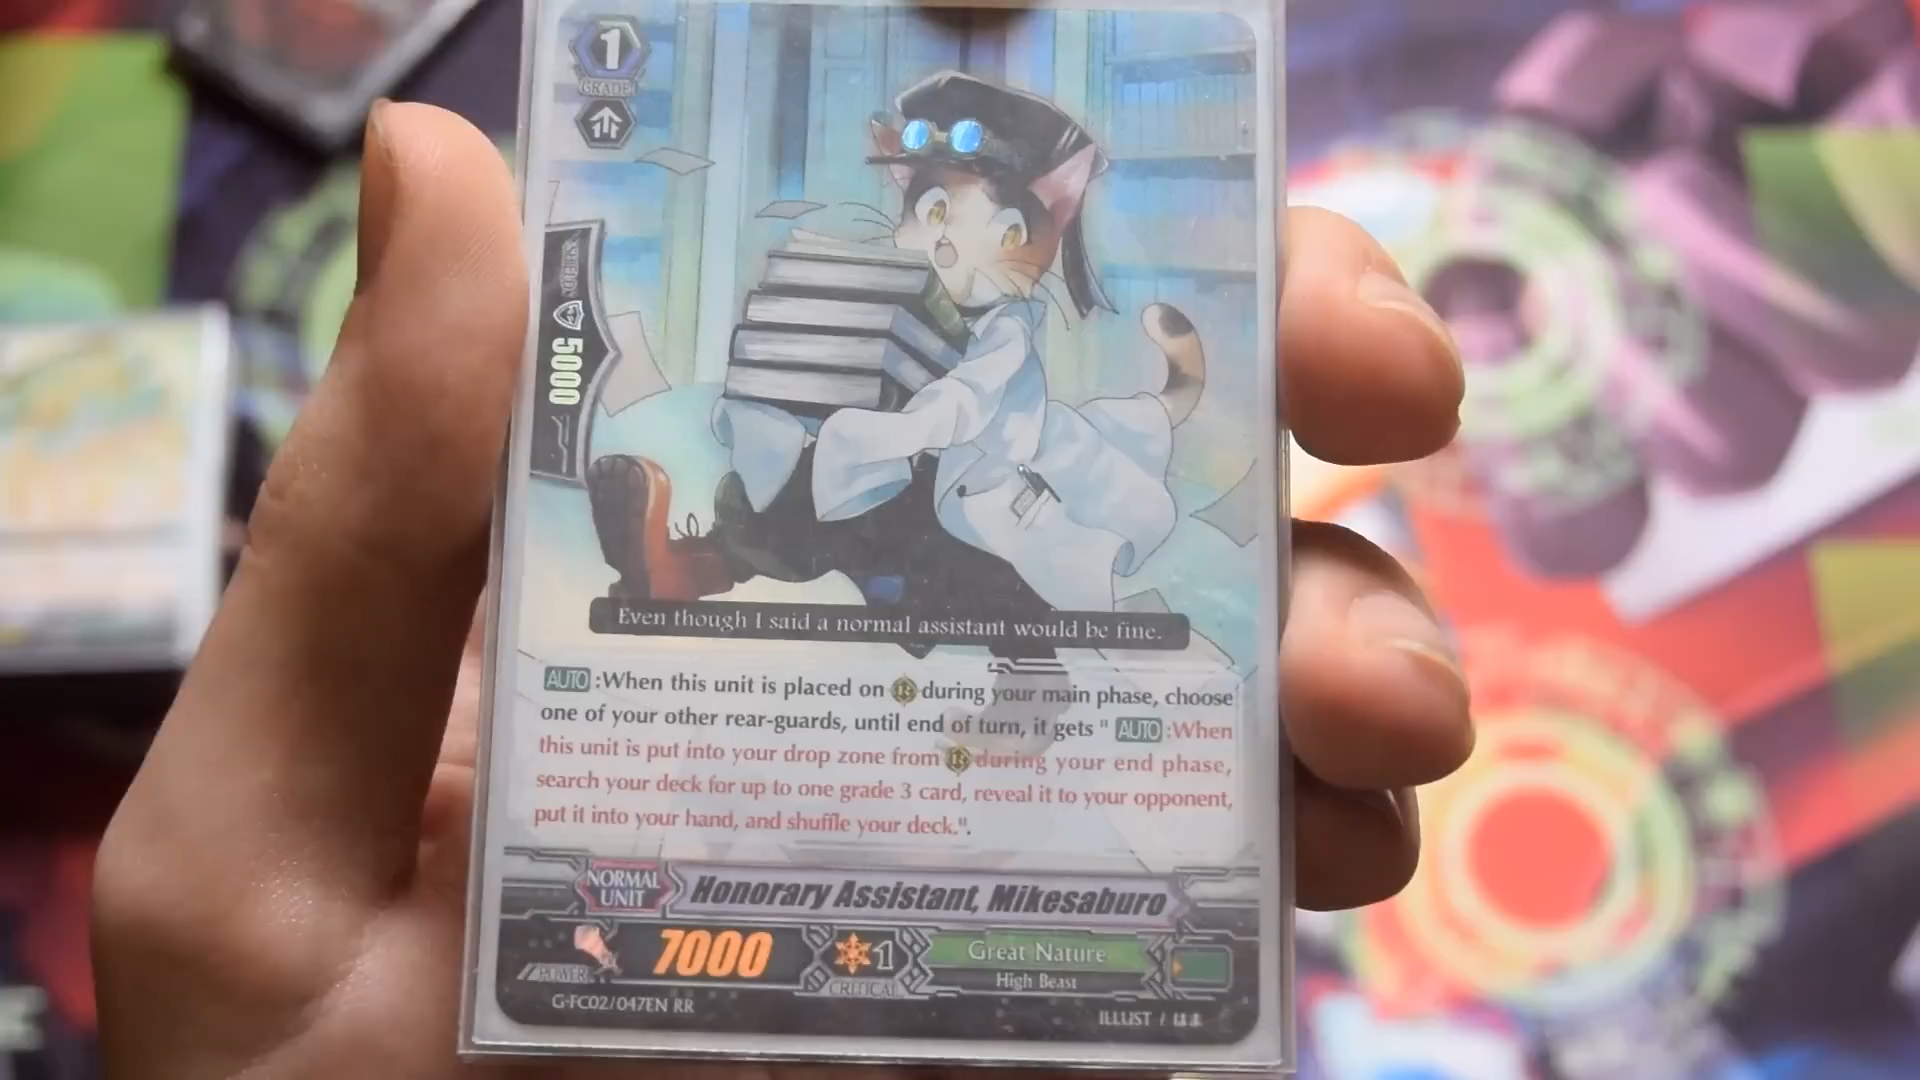 1
GRADE
SHIELD 5000
Even though I said a normal assistant would be fine.
AUTO :When this unit is placed on R during your main phase, choose
one of your other rear-guards, until end of turn, it gets " AUTO :When
this unit is put into your drop zone from R during your end phase,
search your deck for up to one grade 3 card, reveal it to your opponent,
put it into your hand, and shuffle your deck.".
NORMAL
UNIT
Honorary Assistant, Mikesaburo
POWER 7000
1
CRITICAL
Great Nature
High Beast
G-FC02/047EN RR
ILLUST / はま